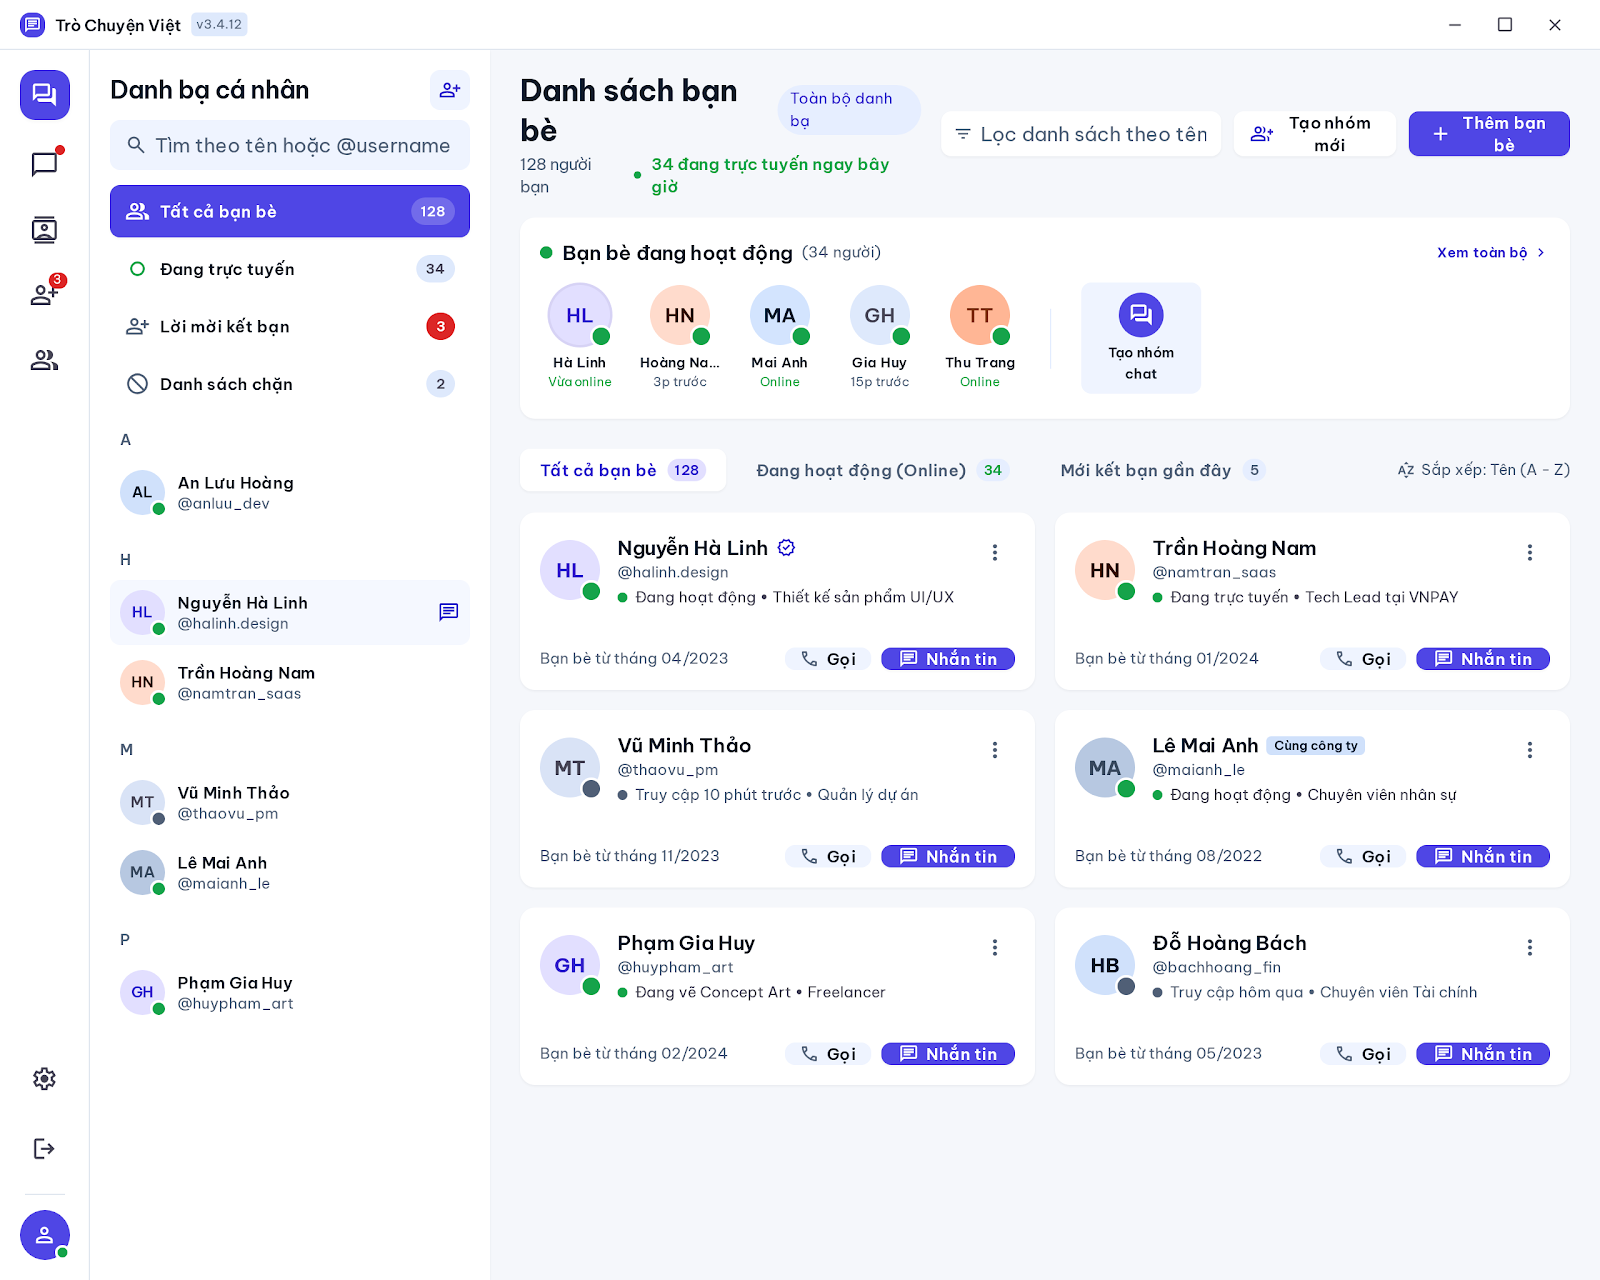 Trò Chuyện Việt v3.4.12
Danh bạ cá nhân
Tìm theo tên hoặc @username
Tất cả bạn bè 128
Đang trực tuyến 34
Lời mời kết bạn 3
Danh sách chặn 2
3
A
AL An Lưu Hoàng
@anluu_dev
H
HL Nguyễn Hà Linh
@halinh.design
HN Trần Hoàng Nam
@namtran_saas
M
MT Vũ Minh Thảo
@thaovu_pm
MA Lê Mai Anh
@maianh_le
P
GH Phạm Gia Huy
@huypham_art
Danh sách bạn
bè
Toàn bộ danh
bạ
128 người
bạn
34 đang trực tuyến ngay bây
giờ
Lọc danh sách theo tên
Tạo nhóm
mới
Thêm bạn
bè
Bạn bè đang hoạt động (34 người)
Xem toàn bộ
HL
Hà Linh
Vừa online
HN
Hoàng Na...
3p trước
MA
Mai Anh
Online
GH
Gia Huy
15p trước
TT
Thu Trang
Online
Tạo nhóm
chat
Tất cả bạn bè 128
Đang hoạt động (Online) 34
Mới kết bạn gần đây 5
Sắp xếp: Tên (A - Z)
HL
Nguyễn Hà Linh
@halinh.design
Đang hoạt động • Thiết kế sản phẩm UI/UX
Bạn bè từ tháng 04/2023
Gọi
Nhắn tin
HN
Trần Hoàng Nam
@namtran_saas
Đang trực tuyến • Tech Lead tại VNPAY
Bạn bè từ tháng 01/2024
Gọi
Nhắn tin
MT
Vũ Minh Thảo
@thaovu_pm
Truy cập 10 phút trước • Quản lý dự án
Bạn bè từ tháng 11/2023
Gọi
Nhắn tin
MA
Lê Mai Anh Cùng công ty
@maianh_le
Đang hoạt động • Chuyên viên nhân sự
Bạn bè từ tháng 08/2022
Gọi
Nhắn tin
GH
Phạm Gia Huy
@huypham_art
Đang vẽ Concept Art • Freelancer
Bạn bè từ tháng 02/2024
Gọi
Nhắn tin
HB
Đỗ Hoàng Bách
@bachhoang_fin
Truy cập hôm qua • Chuyên viên Tài chính
Bạn bè từ tháng 05/2023
Gọi
Nhắn tin